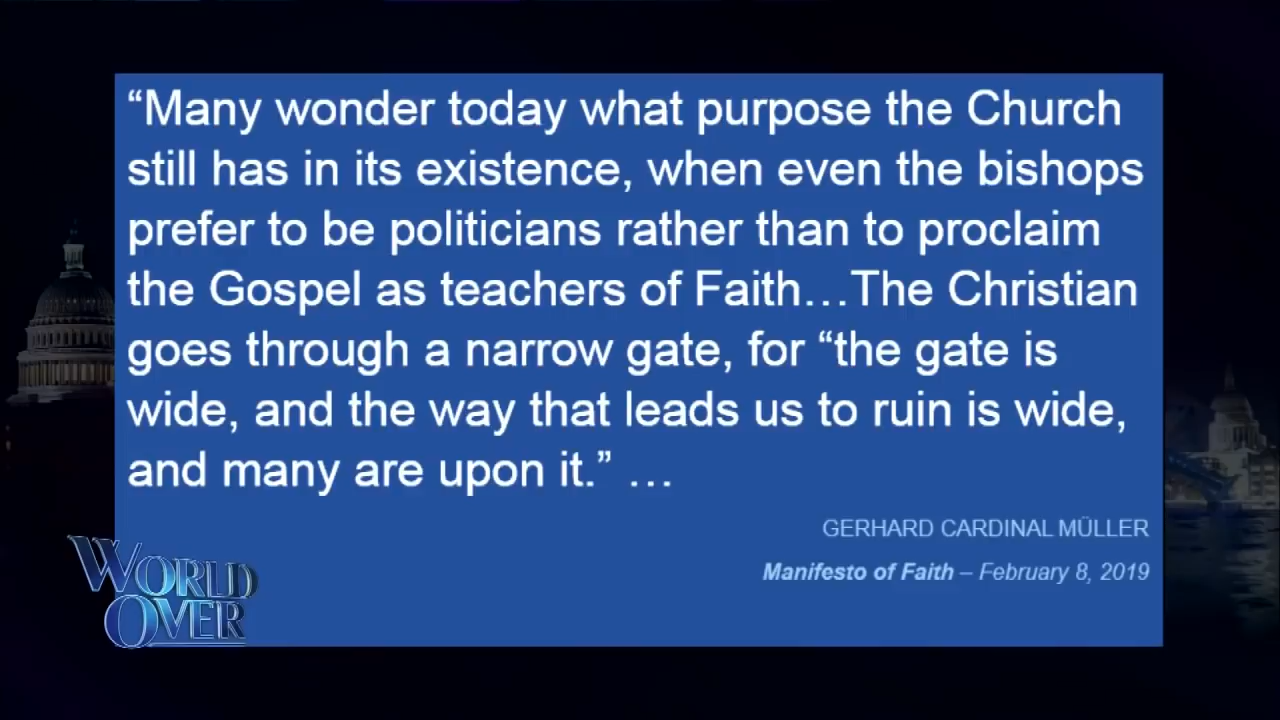 “Many wonder today what purpose the Church
still has in its existence, when even the bishops
prefer to be politicians rather than to proclaim
the Gospel as teachers of Faith…The Christian
goes through a narrow gate, for “the gate is
wide, and the way that leads us to ruin is wide,
and many are upon it.” …
GERHARD CARDINAL MÜLLER
Manifesto of Faith – February 8, 2019
WORLD
OVER